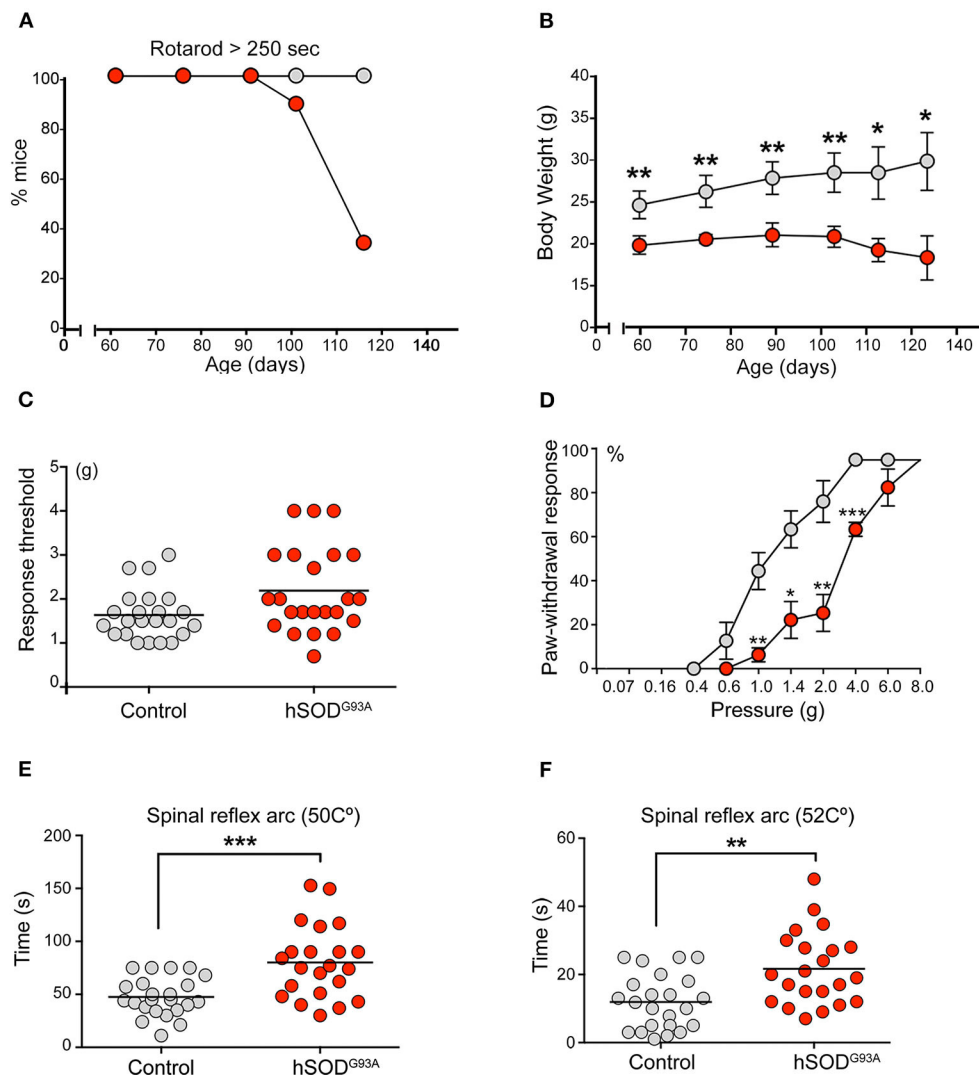 A
Rotarod > 250 sec
% mice
100
80
60
40
20
0
0 60 70 80 90 100 110 120 140
Age (days)
B
Body Weight (g)
40
35
30
25
20
15
0
** ** ** ** * *
0 60 70 80 90 100 110 120 130
Age (days)
C
Response threshold
(g)
5
4
3
2
1
0
Control hSODG93A
D
Paw-withdrawal response
%
100
80
60
40
20
0
** * ** ***
0.07 0.16 0.4 0.6 1.0 1.4 2.0 4.0 6.0 8.0
Pressure (g)
E
Spinal reflex arc (50Cº)
Time (s)
200
150
100
50
0
***
Control hSODG93A
F
Spinal reflex arc (52Cº)
Time (s)
60
40
20
0
**
Control hSODG93A